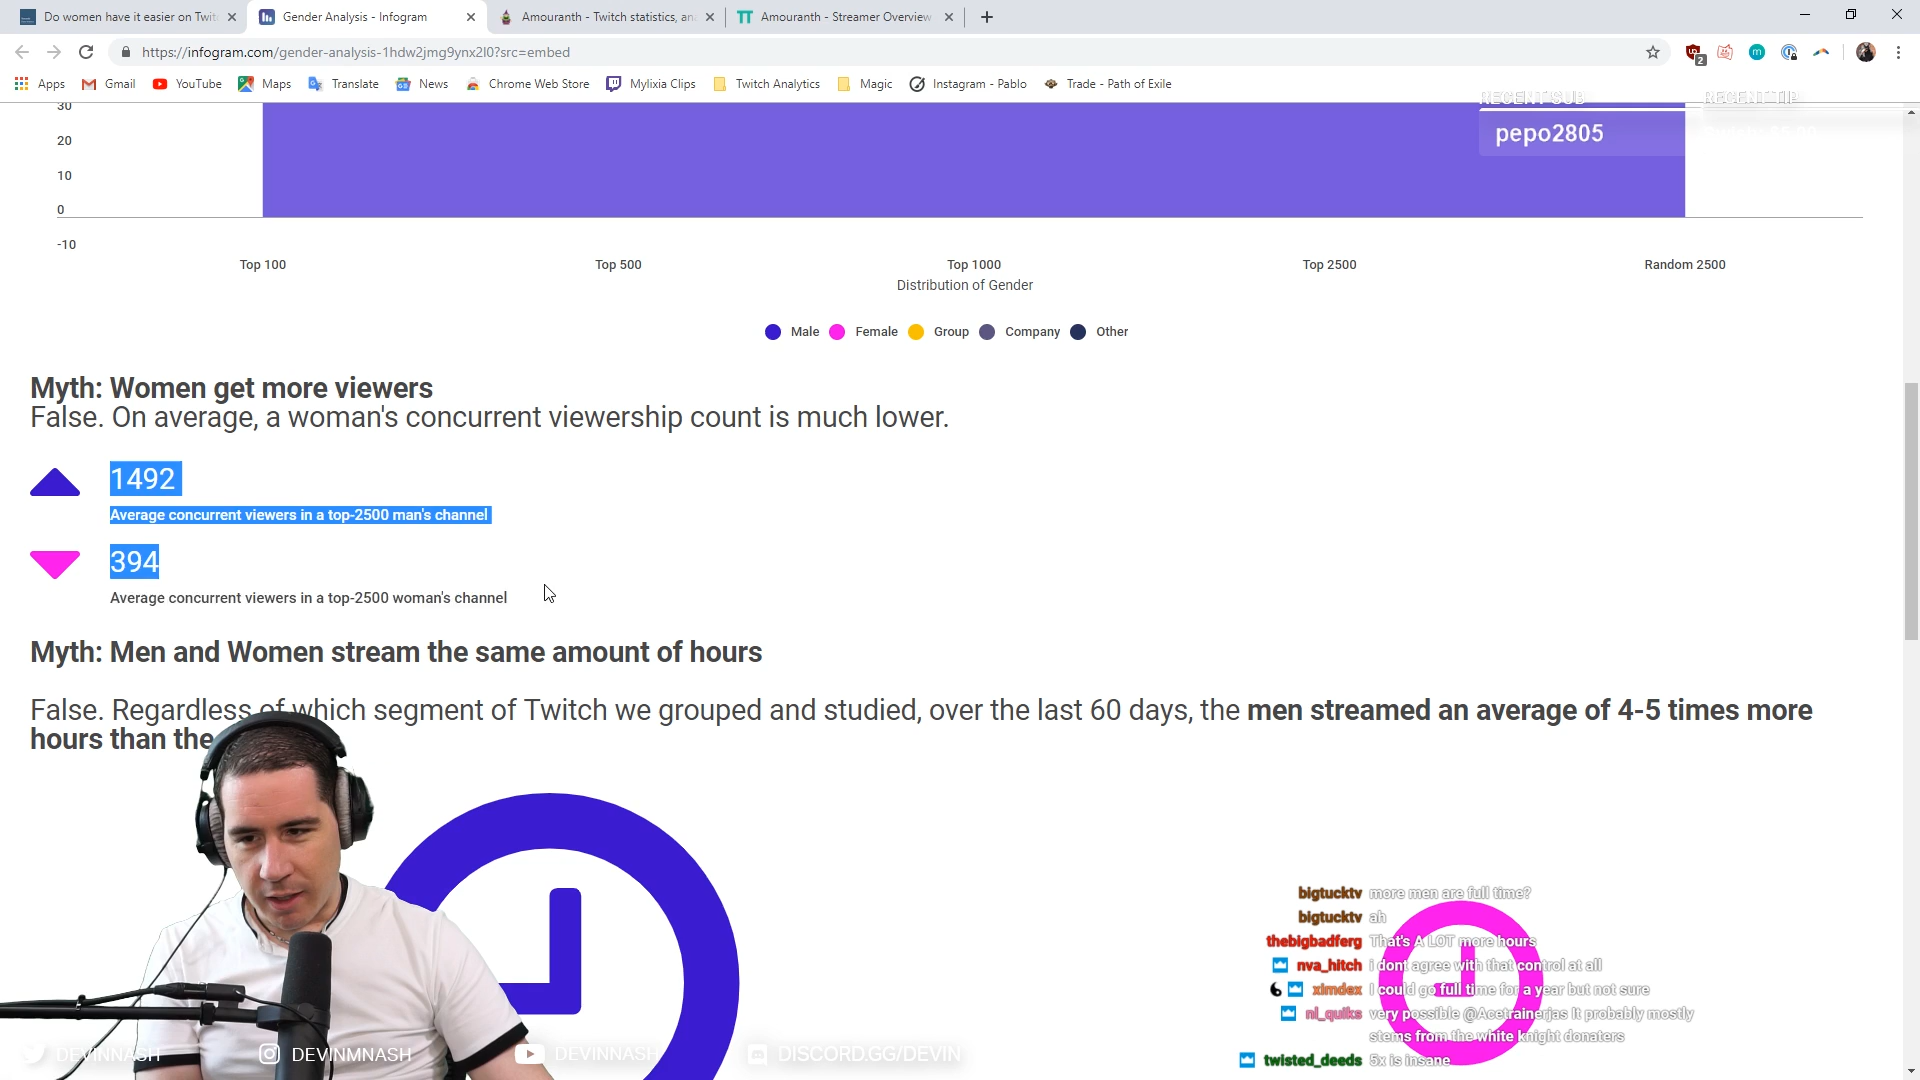 Do women have it easier on Twit
Gender Analysis - Infogram
Amouranth - Twitch statistics, an
Amouranth - Streamer Overview
https://infogram.com/gender-analysis-1hdw2jmg9ynx2l0?src=embed
2
Apps
Gmail
YouTube
Maps
Translate
News
Chrome Web Store
Mylixia Clips
Twitch Analytics
Magic
Instagram - Pablo
Trade - Path of Exile
RECENT SUB
RECENT TIP
pepo2805
30
20
10
0
-10
Top 100
Top 500
Top 1000
Top 2500
Random 2500
Distribution of Gender
Male
Female
Group
Company
Other
Myth: Women get more viewers
False. On average, a woman's concurrent viewership count is much lower.
1492
Average concurrent viewers in a top-2500 man's channel
394
Average concurrent viewers in a top-2500 woman's channel
Myth: Men and Women stream the same amount of hours
False. Regardless of which segment of Twitch we grouped and studied, over the last 60 days, the men streamed an average of 4-5 times more
hours than the
bigtucktv more men are full time?
bigtucktv ah
thebigbadferg That's A LOT more hours
nva_hitch i dont agree with that control at all
ximdex I could go full time for a year but not sure
nl_quiks very possible @Acetrainerjas It probably mostly
stems from the white knight donaters
twisted_deeds 5x is insane
DEVINNASH
DEVINMNASH
DEVINNASH
DISCORD.GG/DEVIN